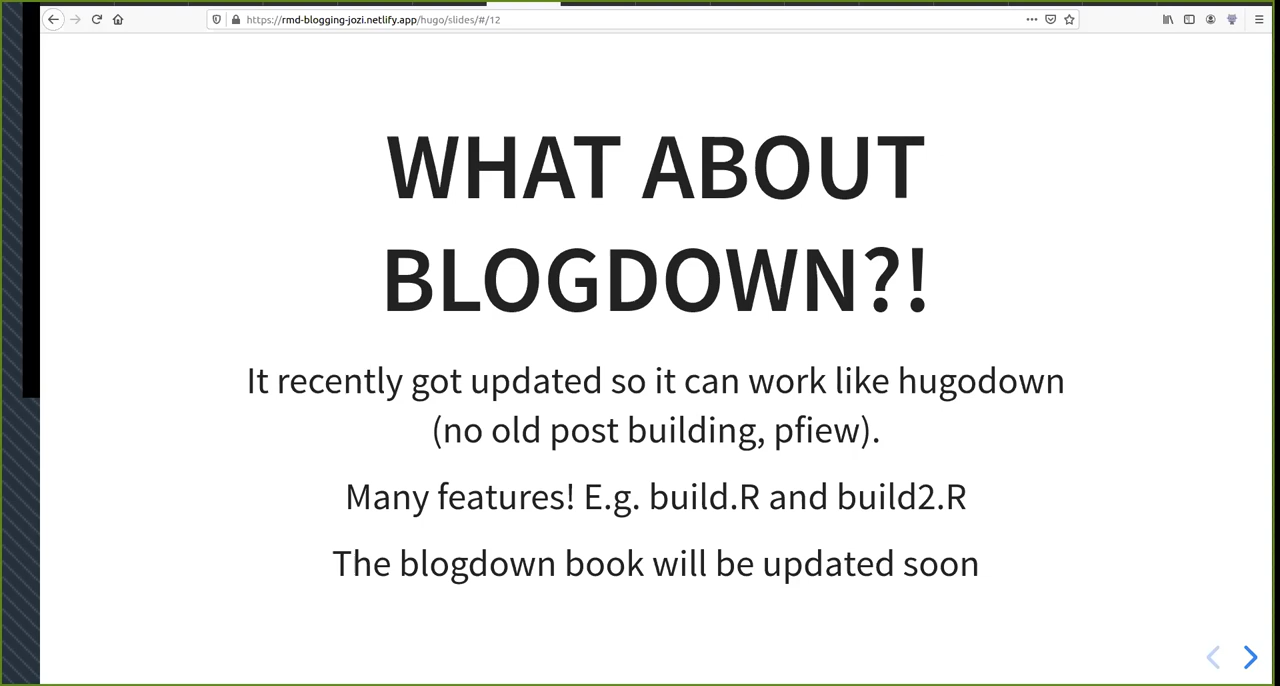 https://rmd-blogging-jozi.netlify.app/hugo/slides/#/12
WHAT ABOUT
BLOGDOWN?!
It recently got updated so it can work like hugodown
(no old post building, pfiew).
Many features! E.g. build.R and build2.R
The blogdown book will be updated soon